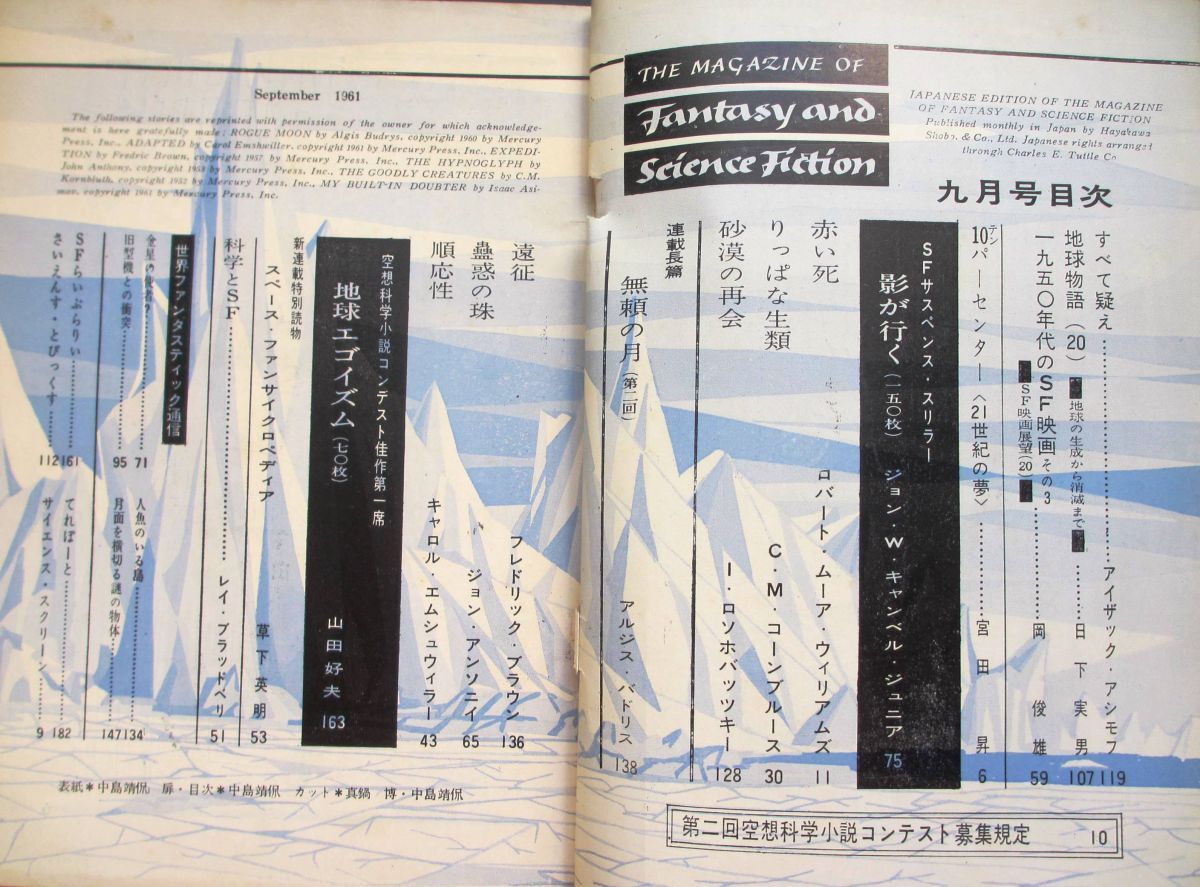 THE MAGAZINE OF
Fantasy and
Science Fiction
JAPANESE EDITION OF THE MAGAZINE
OF FANTASY AND SCIENCE FICTION
Published monthly in Japan by Hayakawa
Shobo, & Co., Ltd. Japanese rights arranged
through Charles E. Tuttle Co
九月号目次
すべて疑え…………アイザック・アシモフ 119
地球物語(20) 地球の生成から消滅まで 日下実男 107
一九五〇年代のSF映画 その3 SF映画展望(20) 岡俊雄 59
10パーセンター テン 〈21世紀の夢〉…………宮田昇 6
SFサスペンス・スリラー
影が行く(一五〇枚) ジョン・W・キャンベル・ジュニア 75
赤い死 ロバート・ムーア・ウィリアムズ 11
りっぱな生類 C・M・コーンブルース 30
砂漠の再会 I・ロソホバッツキー 128
連載長篇
無頼の月(第二回) アルジス・バドリス 138
第二回空想科学小説コンテスト募集規定 10
September 1961
The following stories are reprinted with permission of the owner for which acknowledge-
ment is here gratefully made: ROGUE MOON by Algis Budrys, copyright 1960 by Mercury
Press, Inc., ADAPTED by Carol Emshwiller, copyright 1961 by Mercury Press, Inc., EXPEDI-
TION by Fredric Brown, copyright 1957 by Mercury Press, Inc., THE HYPNOGLYPH by
John Anthony, copyright 1953 by Mercury Press, Inc., THE GOODLY CREATURES by C.M.
Kornbluth, copyright 1952 by Mercury Press, Inc., MY BUILT-IN DOUBTER by Isaac Asi-
mov, copyright 1961 by Mercury Press, Inc.
遠征 フレドリック・ブラウン 136
蠱惑の珠 ジョン・アンソニイ 65
順応性 キャロル・エムシュウィラー 43
空想科学小説コンテスト佳作第一席
地球エゴイズム(七〇枚) 山田好夫 163
新連載特別読物
スペース・ファンサイクロペディア 草下英明 53
科学とSF…………レイ・ブラッドベリ 51
世界ファンタスティック通信
金星の使者?…………71
人魚のいる島…………134
旧型機との衝突…………95
月面を横切る謎の物体…………147
SFらいぶらりい…………161
てれぽーと…………182
さいえんす・とぴっくす…………112
サイエンス・スクリーン…………9
表紙*中島靖侃 扉・目次*中島靖侃 カット*真鍋 博・中島靖侃